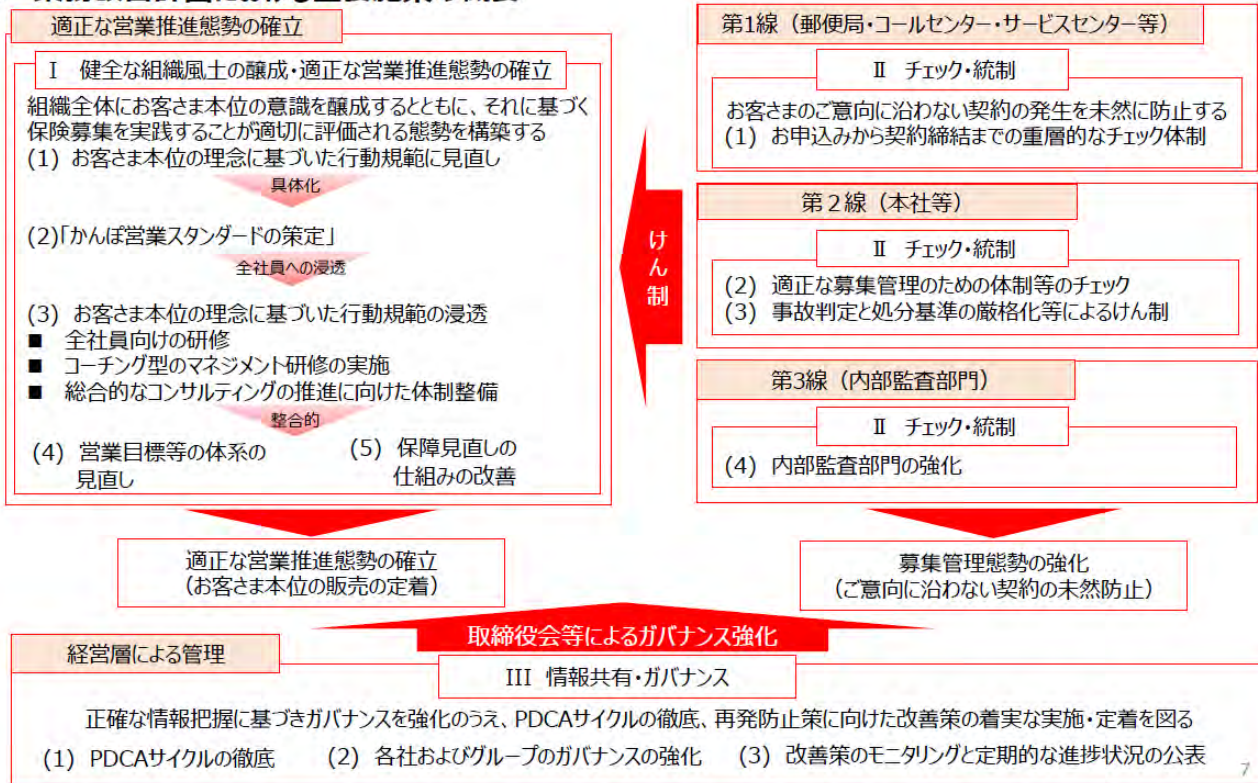 適正な営業推進態勢の確立
Ⅰ 健全な組織風土の醸成・適正な営業推進態勢の確立
組織全体にお客さま本位の意識を醸成するとともに、それに基づく
保険募集を実践することが適切に評価される態勢を構築する
(1) お客さま本位の理念に基づいた行動規範に見直し
具体化
(2)「かんぽ営業スタンダードの策定」
全社員への浸透
(3) お客さま本位の理念に基づいた行動規範の浸透
■ 全社員向けの研修
■ コーチング型のマネジメント研修の実施
■ 総合的なコンサルティングの推進に向けた体制整備
整合的
(4) 営業目標等の体系の
見直し
(5) 保障見直しの
仕組みの改善
適正な営業推進態勢の確立
(お客さま本位の販売の定着)
けん制
第1線(郵便局・コールセンター・サービスセンター等)
Ⅱ チェック・統制
お客さまのご意向に沿わない契約の発生を未然に防止する
(1) お申込みから契約締結までの重層的なチェック体制
第2線(本社等)
Ⅱ チェック・統制
(2) 適正な募集管理のための体制等のチェック
(3) 事故判定と処分基準の厳格化等によるけん制
第3線(内部監査部門)
Ⅱ チェック・統制
(4) 内部監査部門の強化
募集管理態勢の強化
(ご意向に沿わない契約の未然防止)
取締役会等によるガバナンス強化
経営層による管理
III 情報共有・ガバナンス
正確な情報把握に基づきガバナンスを強化のうえ、PDCAサイクルの徹底、再発防止策に向けた改善策の着実な実施・定着を図る
(1) PDCAサイクルの徹底 (2) 各社およびグループのガバナンスの強化 (3) 改善策のモニタリングと定期的な進捗状況の公表
7